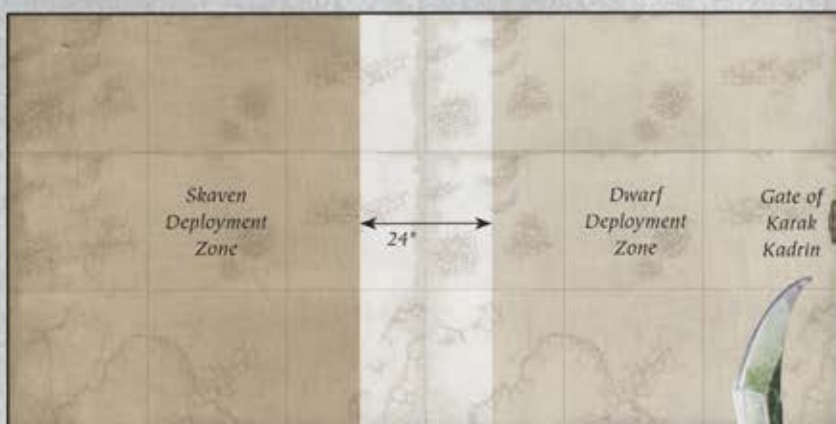 Skaven
Deployment
Zone
24"
Dwarf
Deployment
Zone
Gate of
Karak
Kadrin